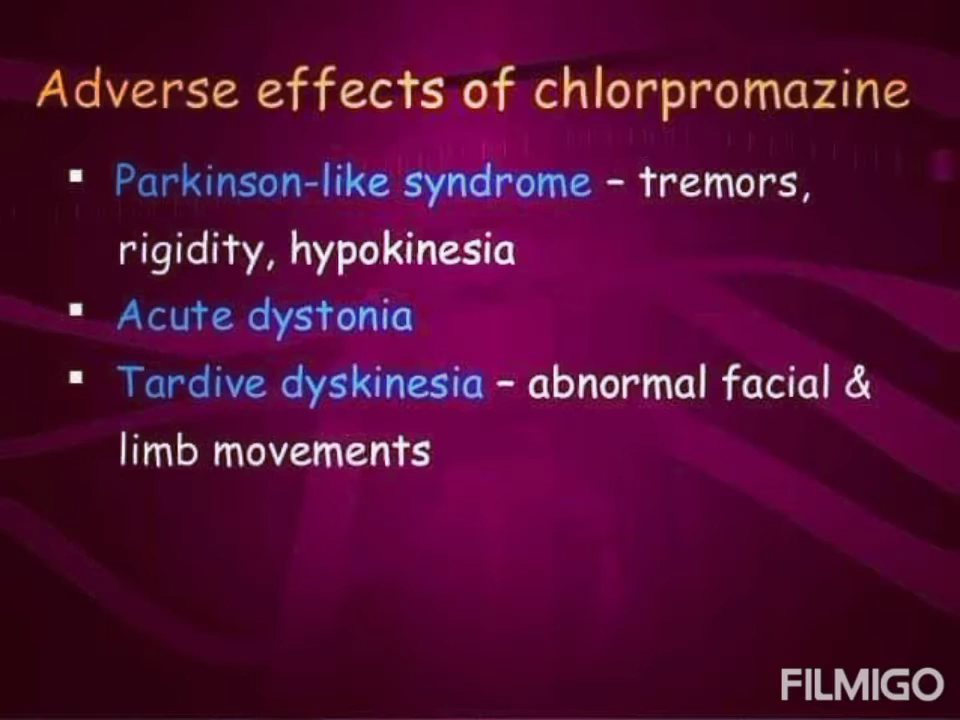 Adverse effects of chlorpromazine
▪ Parkinson-like syndrome – tremors,
rigidity, hypokinesia
▪ Acute dystonia
▪ Tardive dyskinesia – abnormal facial &
limb movements
FILMIGO